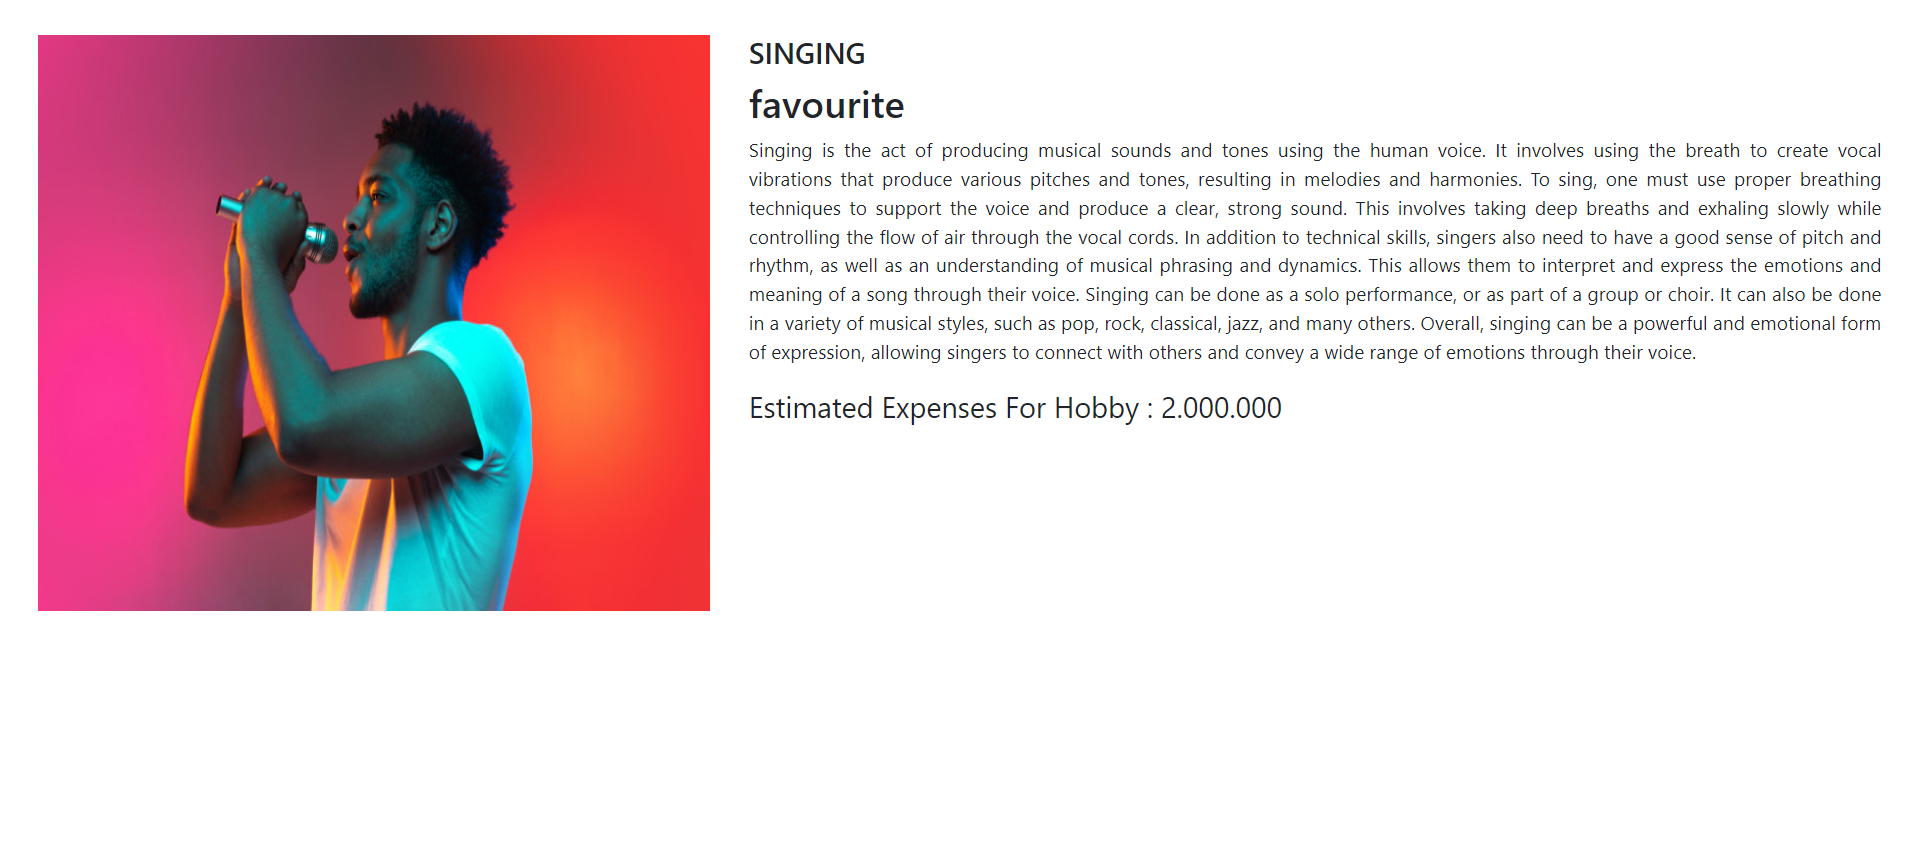 SINGING
favourite
Singing is the act of producing musical sounds and tones using the human voice. It involves using the breath to create vocal
vibrations that produce various pitches and tones, resulting in melodies and harmonies. To sing, one must use proper breathing
techniques to support the voice and produce a clear, strong sound. This involves taking deep breaths and exhaling slowly while
controlling the flow of air through the vocal cords. In addition to technical skills, singers also need to have a good sense of pitch and
rhythm, as well as an understanding of musical phrasing and dynamics. This allows them to interpret and express the emotions and
meaning of a song through their voice. Singing can be done as a solo performance, or as part of a group or choir. It can also be done
in a variety of musical styles, such as pop, rock, classical, jazz, and many others. Overall, singing can be a powerful and emotional form
of expression, allowing singers to connect with others and convey a wide range of emotions through their voice.
Estimated Expenses For Hobby : 2.000.000